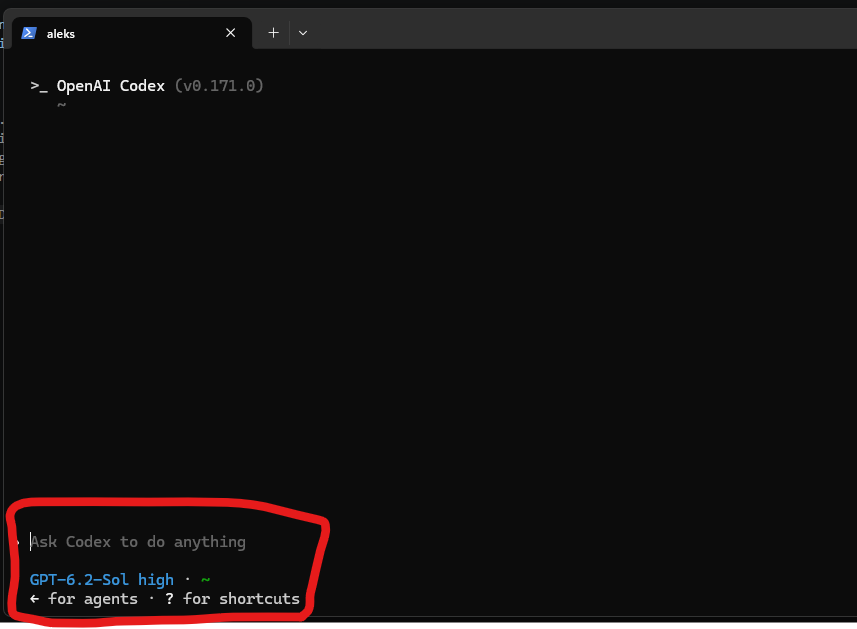 aleks
>_ OpenAI Codex (v0.171.0)
~
Ask Codex to do anything
GPT-6.2-Sol high · ~
← for agents · ? for shortcuts